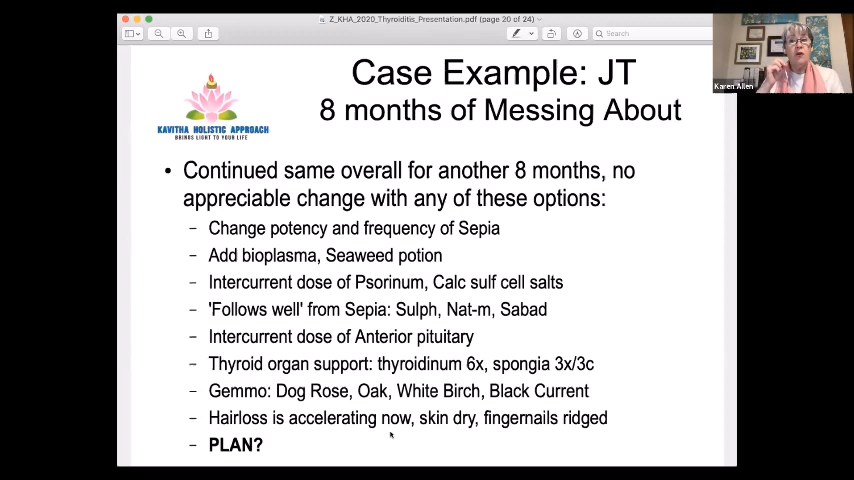 Z_KHA_2020_Thyroiditis_Presentation.pdf (page 20 of 24)
Search
Karen Allen
Case Example: JT
8 months of Messing About
KAVITHA HOLISTIC APPROACH
BRINGS LIGHT TO YOUR LIFE
• Continued same overall for another 8 months, no
appreciable change with any of these options:
– Change potency and frequency of Sepia
– Add bioplasma, Seaweed potion
– Intercurrent dose of Psorinum, Calc sulf cell salts
– 'Follows well' from Sepia: Sulph, Nat-m, Sabad
– Intercurrent dose of Anterior pituitary
– Thyroid organ support: thyroidinum 6x, spongia 3x/3c
– Gemmo: Dog Rose, Oak, White Birch, Black Current
– Hairloss is accelerating now, skin dry, fingernails ridged
– PLAN?